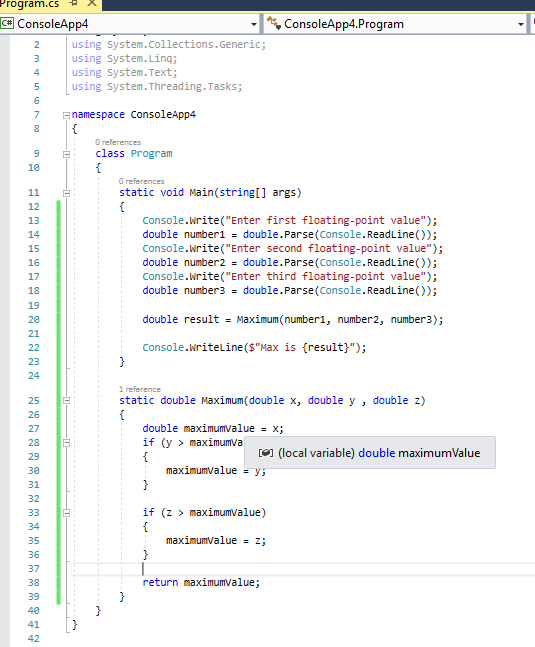 Program.cs
C# ConsoleApp4 ConsoleApp4.Program
2 using System.Collections.Generic;
3 using System.Linq;
4 using System.Text;
5 using System.Threading.Tasks;
6
7 namespace ConsoleApp4
8 {
0 references
9 class Program
10 {
0 references
11 static void Main(string[] args)
12 {
13 Console.Write("Enter first floating-point value");
14 double number1 = double.Parse(Console.ReadLine());
15 Console.Write("Enter second floating-point value");
16 double number2 = double.Parse(Console.ReadLine());
17 Console.Write("Enter third floating-point value");
18 double number3 = double.Parse(Console.ReadLine());
19
20 double result = Maximum(number1, number2, number3);
21
22 Console.WriteLine($"Max is {result}");
23 }
24
1 reference
25 static double Maximum(double x, double y , double z)
26 {
27 double maximumValue = x;
28 if (y > maximumVa
(local variable) double maximumValue
29 {
30 maximumValue = y;
31 }
32
33 if (z > maximumValue)
34 {
35 maximumValue = z;
36 }
37
38 return maximumValue;
39 }
40 }
41 }
42